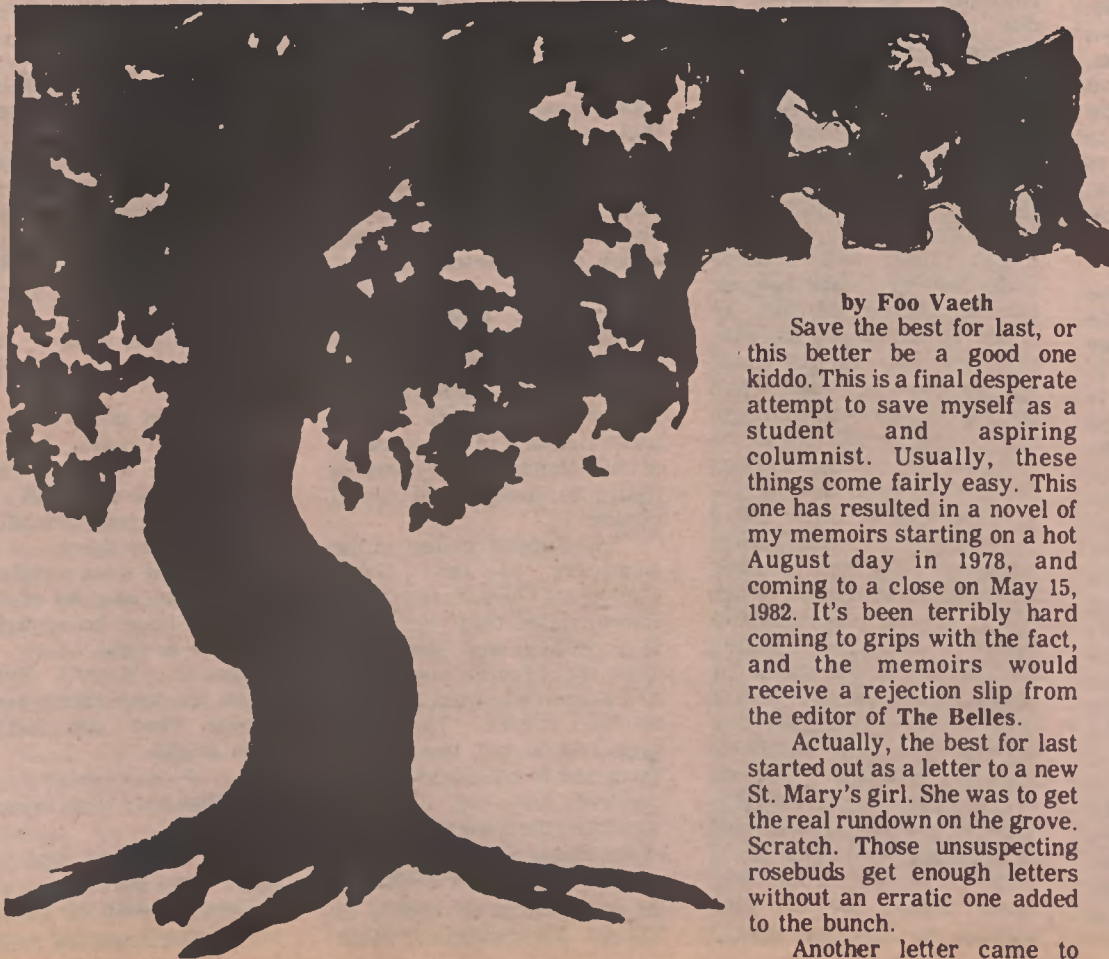 by Foo Vaeth
Save the best for last, or
this better be a good one
kiddo. This is a final desperate
attempt to save myself as a
student and aspiring
columnist. Usually, these
things come fairly easy. This
one has resulted in a novel of
my memoirs starting on a hot
August day in 1978, and
coming to a close on May 15,
1982. It's been terribly hard
coming to grips with the fact,
and the memoirs would
receive a rejection slip from
the editor of The Belles.
Actually, the best for last
started out as a letter to a new
St. Mary's girl. She was to get
the real rundown on the grove.
Scratch. Those unsuspecting
rosebuds get enough letters
without an erratic one added
to the bunch.
Another letter came to